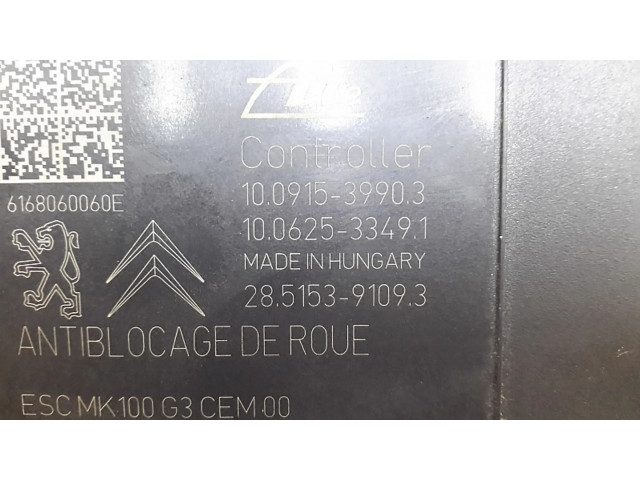 Ate
Controller
10.0915-3990.3
6168060060E
10.0625-3349.1
MADE IN HUNGARY
28.5153-9109.3
ANTIBLOCAGE DE ROUE
ESC MK100 G3 CEM 00